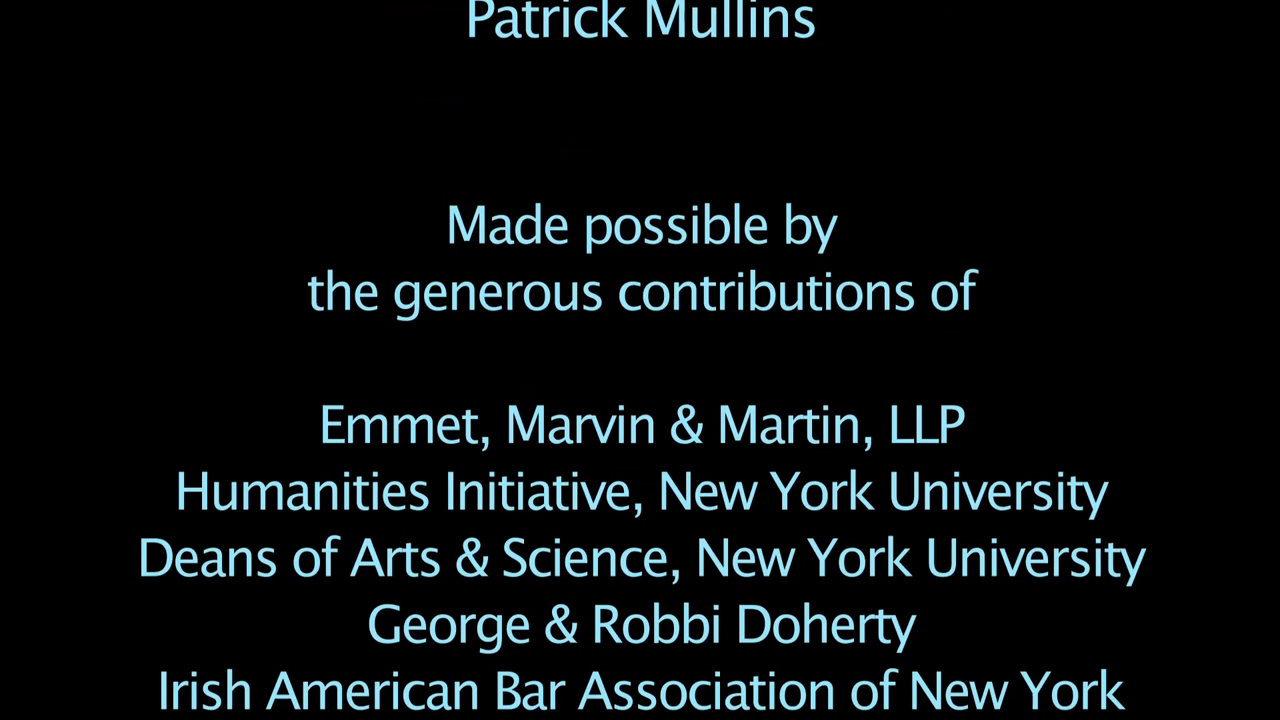 Patrick Mullins
Made possible by
the generous contributions of
Emmet, Marvin & Martin, LLP
Humanities Initiative, New York University
Deans of Arts & Science, New York University
George & Robbi Doherty
Irish American Bar Association of New York